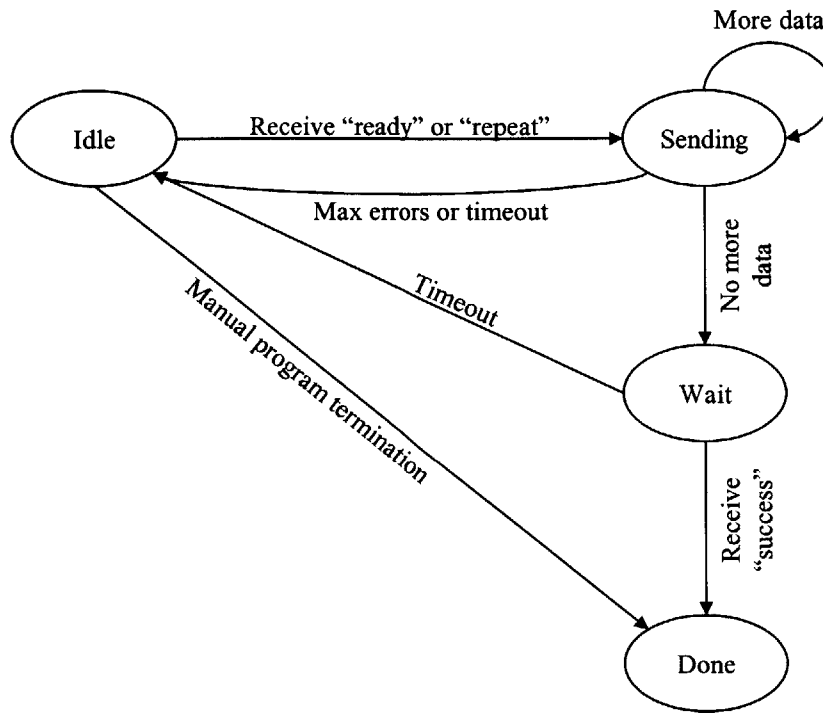 More data
Idle
Receive “ready” or “repeat”
Sending
Max errors or timeout
No more
data
Timeout
Manual program termination
Wait
Receive
“success”
Done